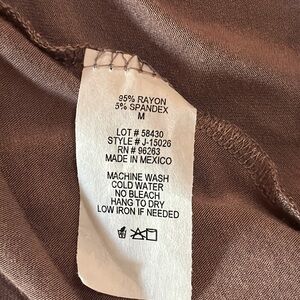 95% RAYON
5% SPANDEX
M
LOT # 58430
STYLE # J-15026
RN # 96263
MADE IN MEXICO
MACHINE WASH
COLD WATER
NO BLEACH
HANG TO DRY
LOW IRON IF NEEDED